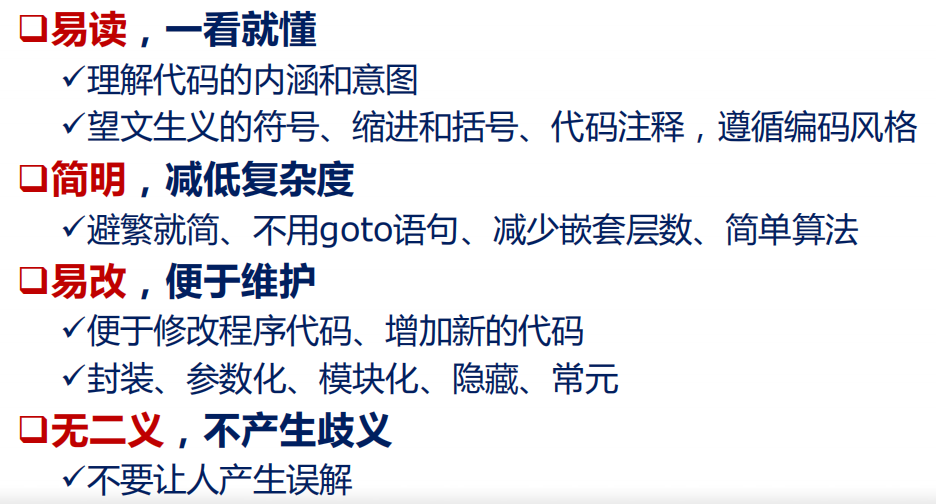 ❑易读，一看就懂
✓理解代码的内涵和意图
✓望文生义的符号、缩进和括号、代码注释，遵循编码风格
❑简明，减低复杂度
✓避繁就简、不用goto语句、减少嵌套层数、简单算法
❑易改，便于维护
✓便于修改程序代码、增加新的代码
✓封装、参数化、模块化、隐藏、常元
❑无二义，不产生歧义
✓不要让人产生误解